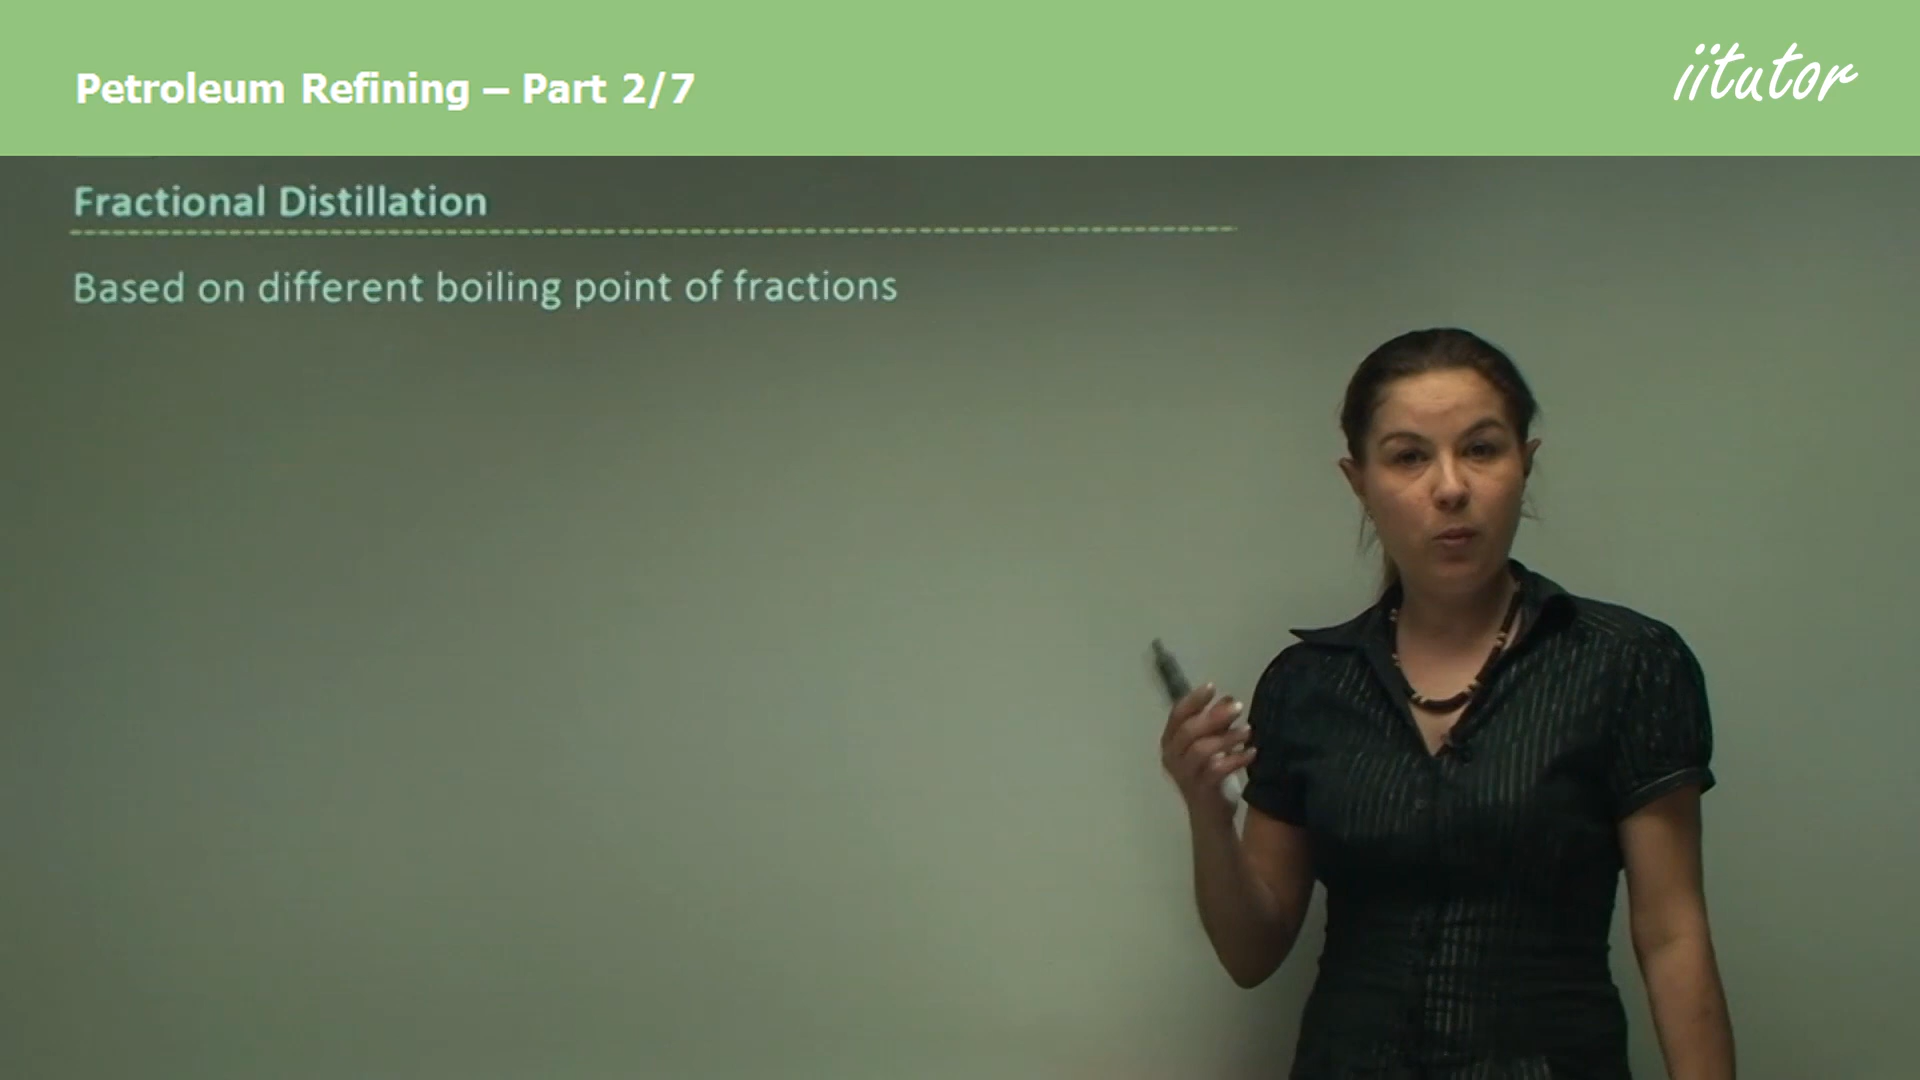 Petroleum Refining – Part 2/7
iitutor
Fractional Distillation
Based on different boiling point of fractions